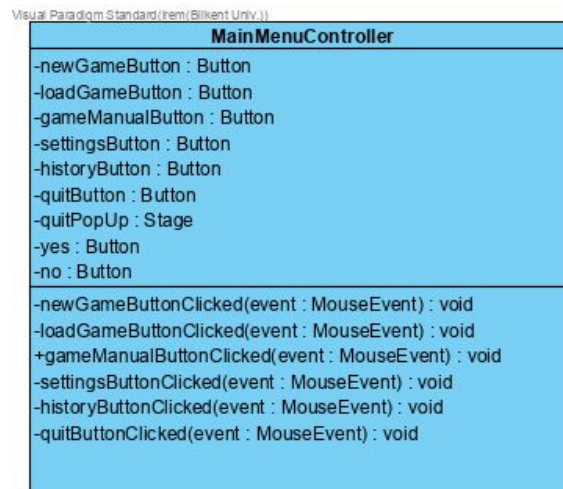 Visual Paradigm Standard(Irem(Bilkent Univ.))
MainMenuController
-newGameButton : Button
-loadGameButton : Button
-gameManualButton : Button
-settingsButton : Button
-historyButton : Button
-quitButton : Button
-quitPopUp : Stage
-yes : Button
-no : Button
-newGameButtonClicked(event : MouseEvent) : void
-loadGameButtonClicked(event : MouseEvent) : void
+gameManualButtonClicked(event : MouseEvent) : void
-settingsButtonClicked(event : MouseEvent) : void
-historyButtonClicked(event : MouseEvent) : void
-quitButtonClicked(event : MouseEvent) : void